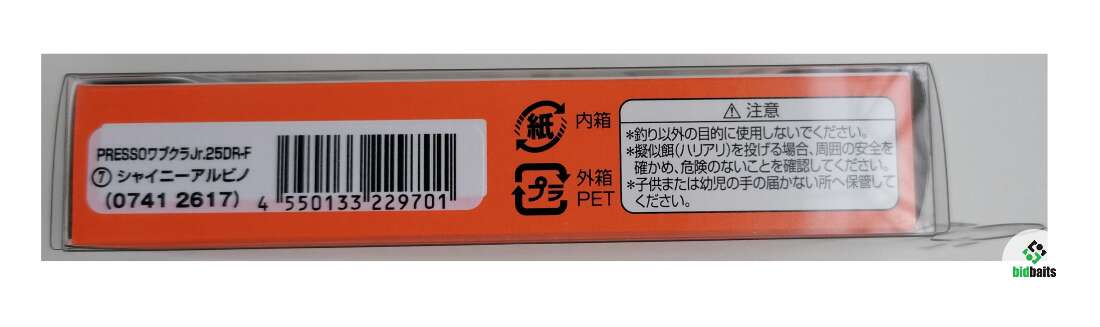 PRESSOワブクラJr.25DR-F
⑦ シャイニーアルビノ
(0741 2617)
4 550133 229701
紙 内箱
プラ 外箱
PET
⚠ 注意
*釣り以外の目的に使用しないでください。
*擬似餌(ハリアリ)を投げる場合、周囲の安全を
確かめ、危険のないことを確認してください。
*子供または幼児の手の届かない所へ保管して
ください。
bidbaits